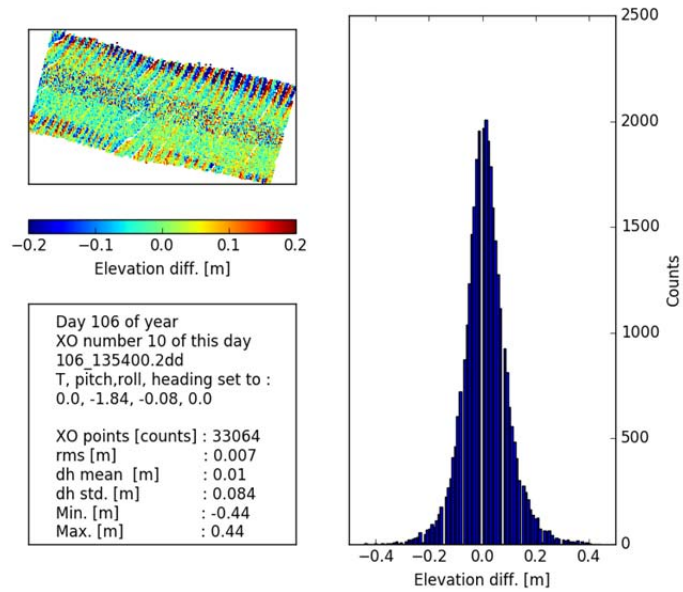 −0.2 −0.1 0.0 0.1 0.2
Elevation diff. [m]
Day 106 of year
XO number 10 of this day
106_135400.2dd
T, pitch,roll, heading set to :
0.0, -1.84, -0.08, 0.0
XO points [counts] : 33064
rms [m] : 0.007
dh mean [m] : 0.01
dh std. [m] : 0.084
Min. [m] : -0.44
Max. [m] : 0.44
2500
2000
1500
1000
500
0
Counts
−0.4 −0.2 0.0 0.2 0.4
Elevation diff. [m]